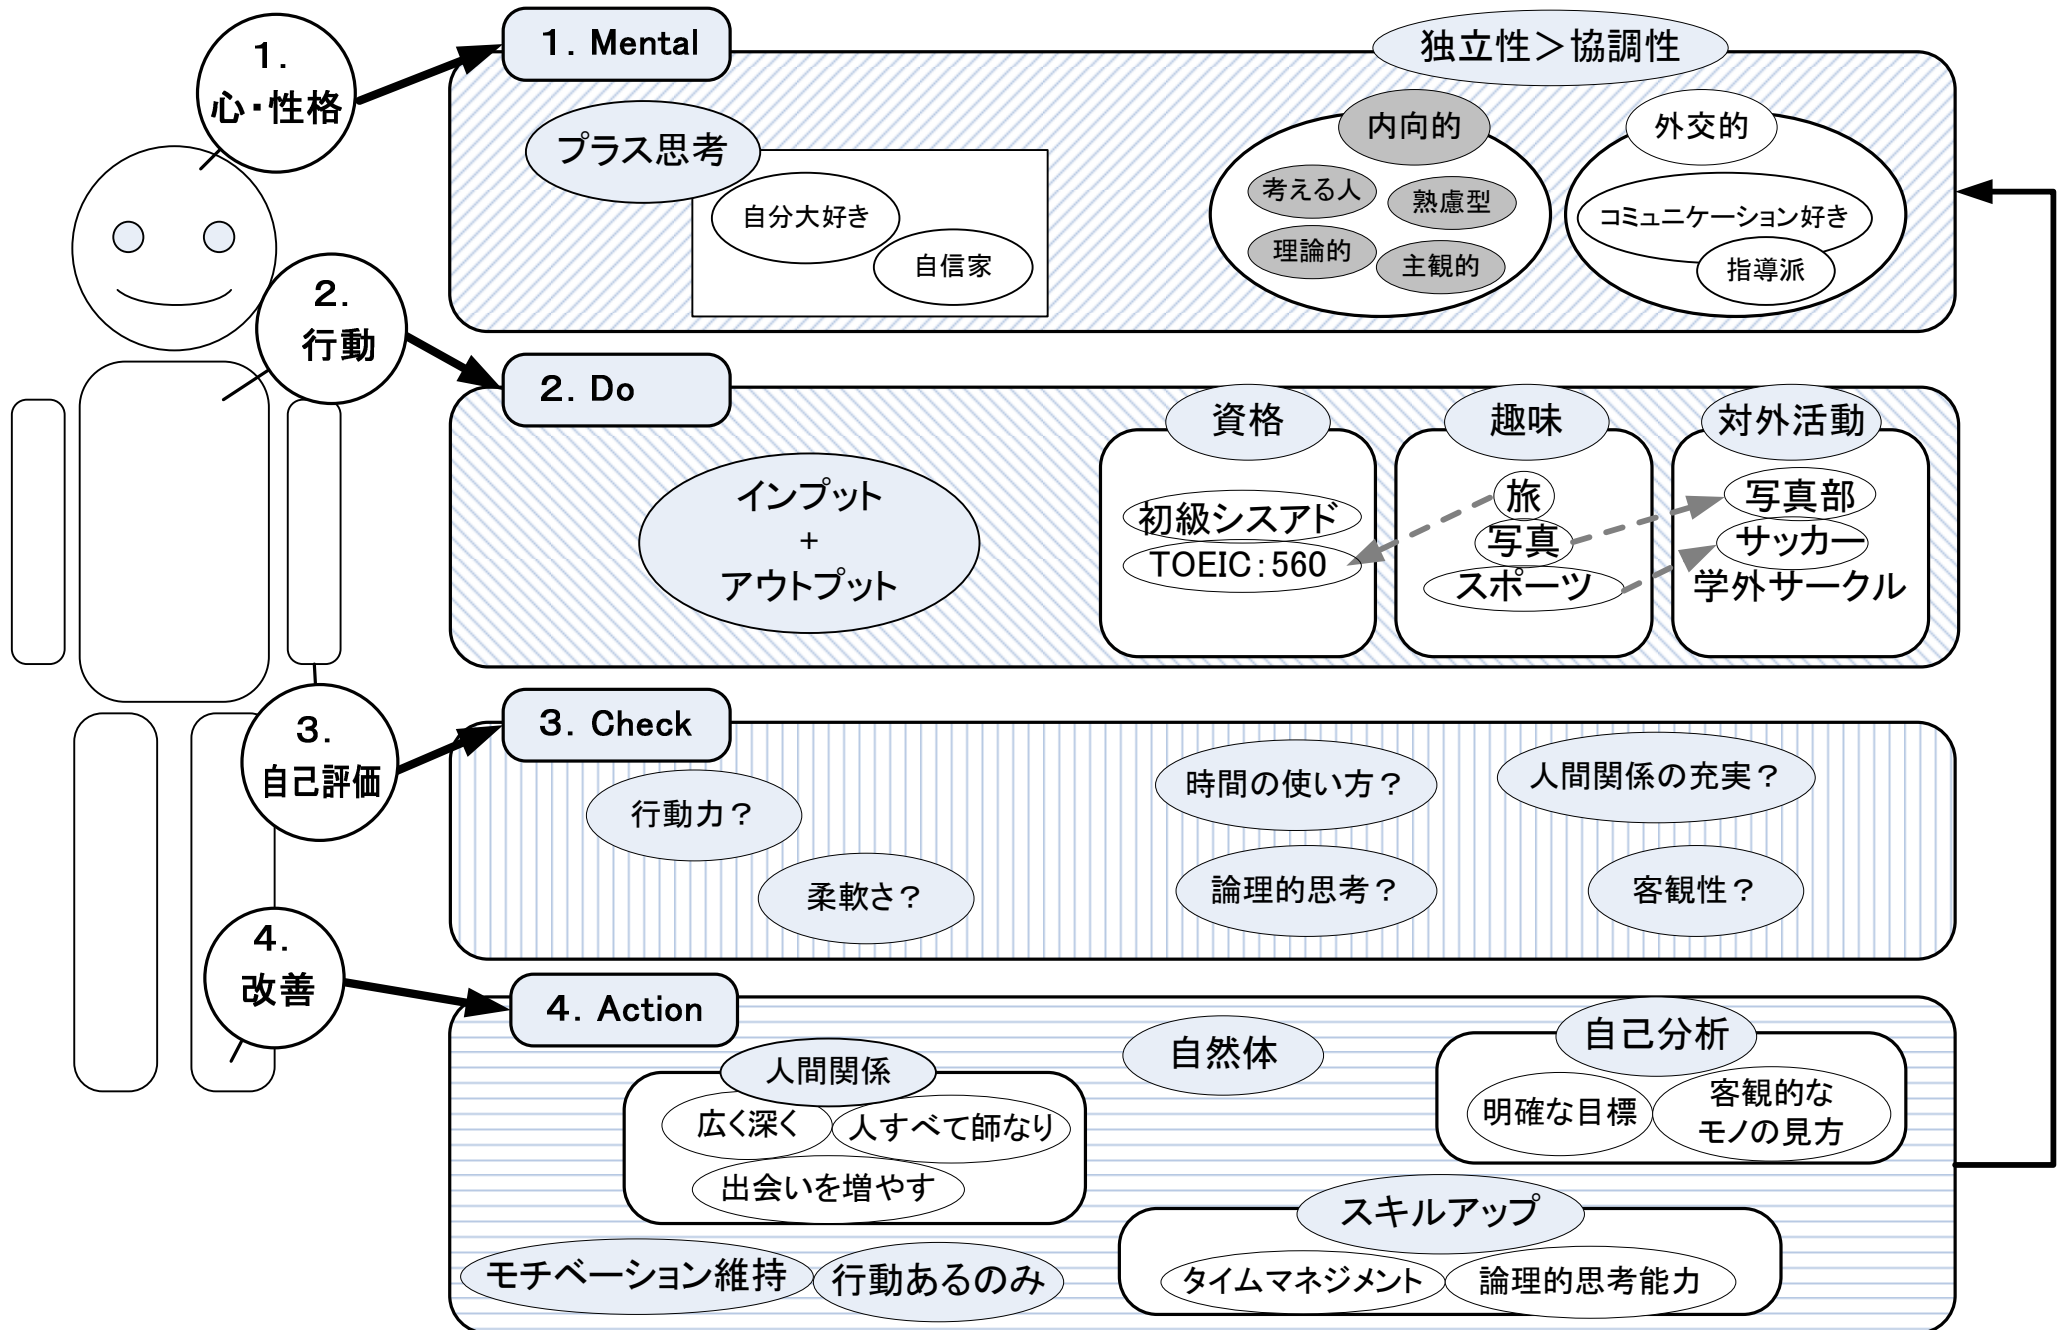 1.
心・性格
1. Mental
独立性＞協調性
プラス思考
自分大好き
自信家
内向的
考える人
熟慮型
理論的
主観的
外交的
コミュニケーション好き
指導派
2.
行動
2. Do
インプット
+
アウトプット
資格
初級シスアド
TOEIC：560
趣味
旅
写真
スポーツ
対外活動
写真部
サッカー
学外サークル
3.
自己評価
3. Check
行動力？
柔軟さ？
時間の使い方？
論理的思考？
人間関係の充実？
客観性？
4.
改善
4. Action
人間関係
広く深く
人すべて師なり
出会いを増やす
自然体
自己分析
明確な目標
客観的な
モノの見方
モチベーション維持
行動あるのみ
スキルアップ
タイムマネジメント
論理的思考能力